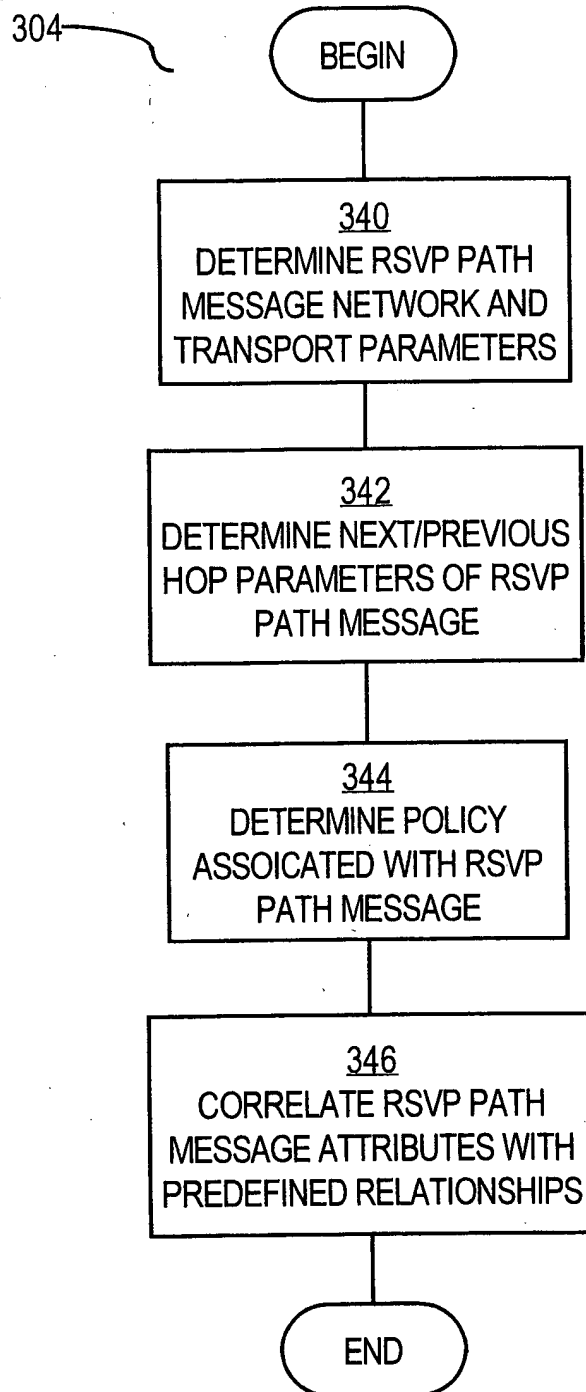 304
BEGIN
340
DETERMINE RSVP PATH
MESSAGE NETWORK AND
TRANSPORT PARAMETERS
342
DETERMINE NEXT/PREVIOUS
HOP PARAMETERS OF RSVP
PATH MESSAGE
344
DETERMINE POLICY
ASSOICATED WITH RSVP
PATH MESSAGE
346
CORRELATE RSVP PATH
MESSAGE ATTRIBUTES WITH
PREDEFINED RELATIONSHIPS
END